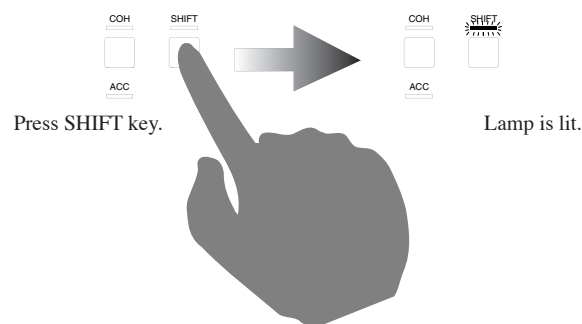 COH SHIFT COH SHIFT
ACC ACC
Press SHIFT key. Lamp is lit.